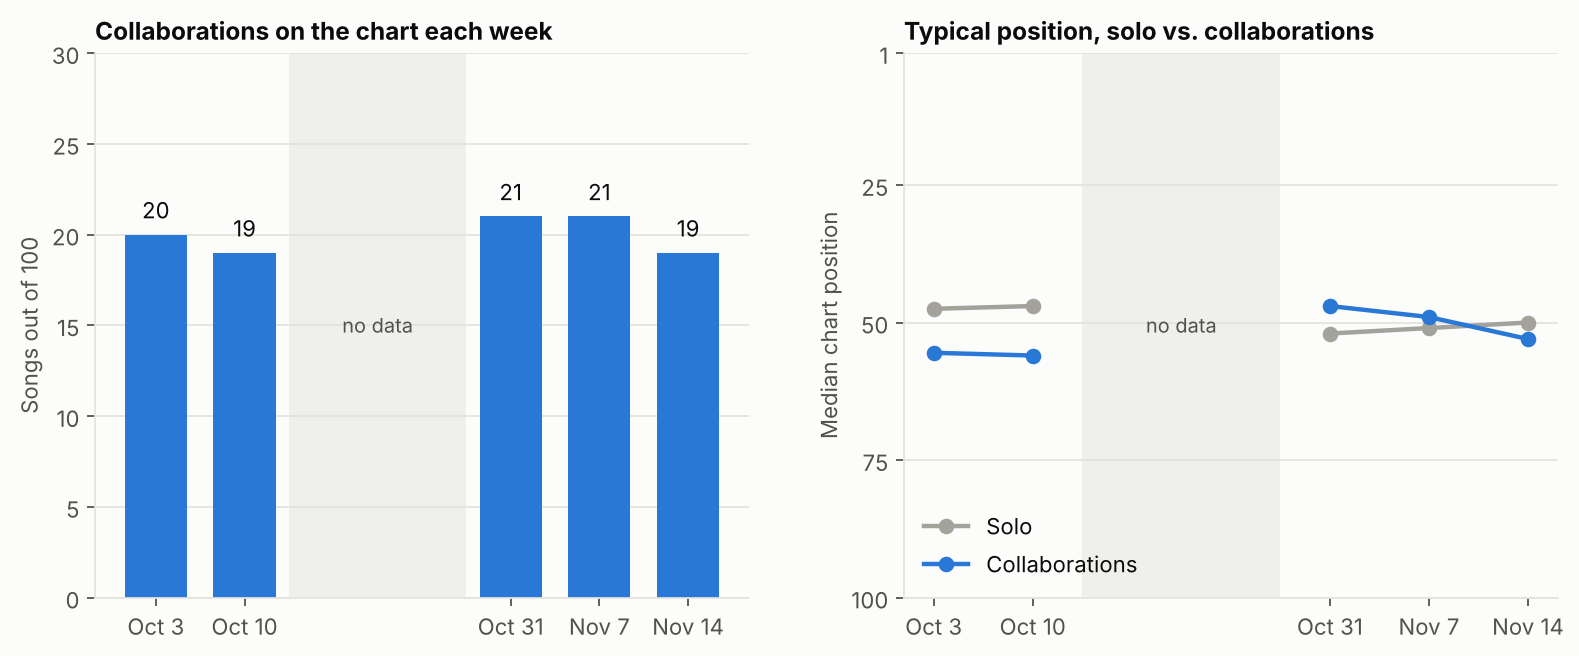 Collaborations on the chart each week
Songs out of 100
30
25
20
15
10
5
0
20
19
no data
21
21
19
Oct 3
Oct 10
Oct 31
Nov 7
Nov 14
Typical position, solo vs. collaborations
Median chart position
1
25
50
75
100
no data
Solo
Collaborations
Oct 3
Oct 10
Oct 31
Nov 7
Nov 14